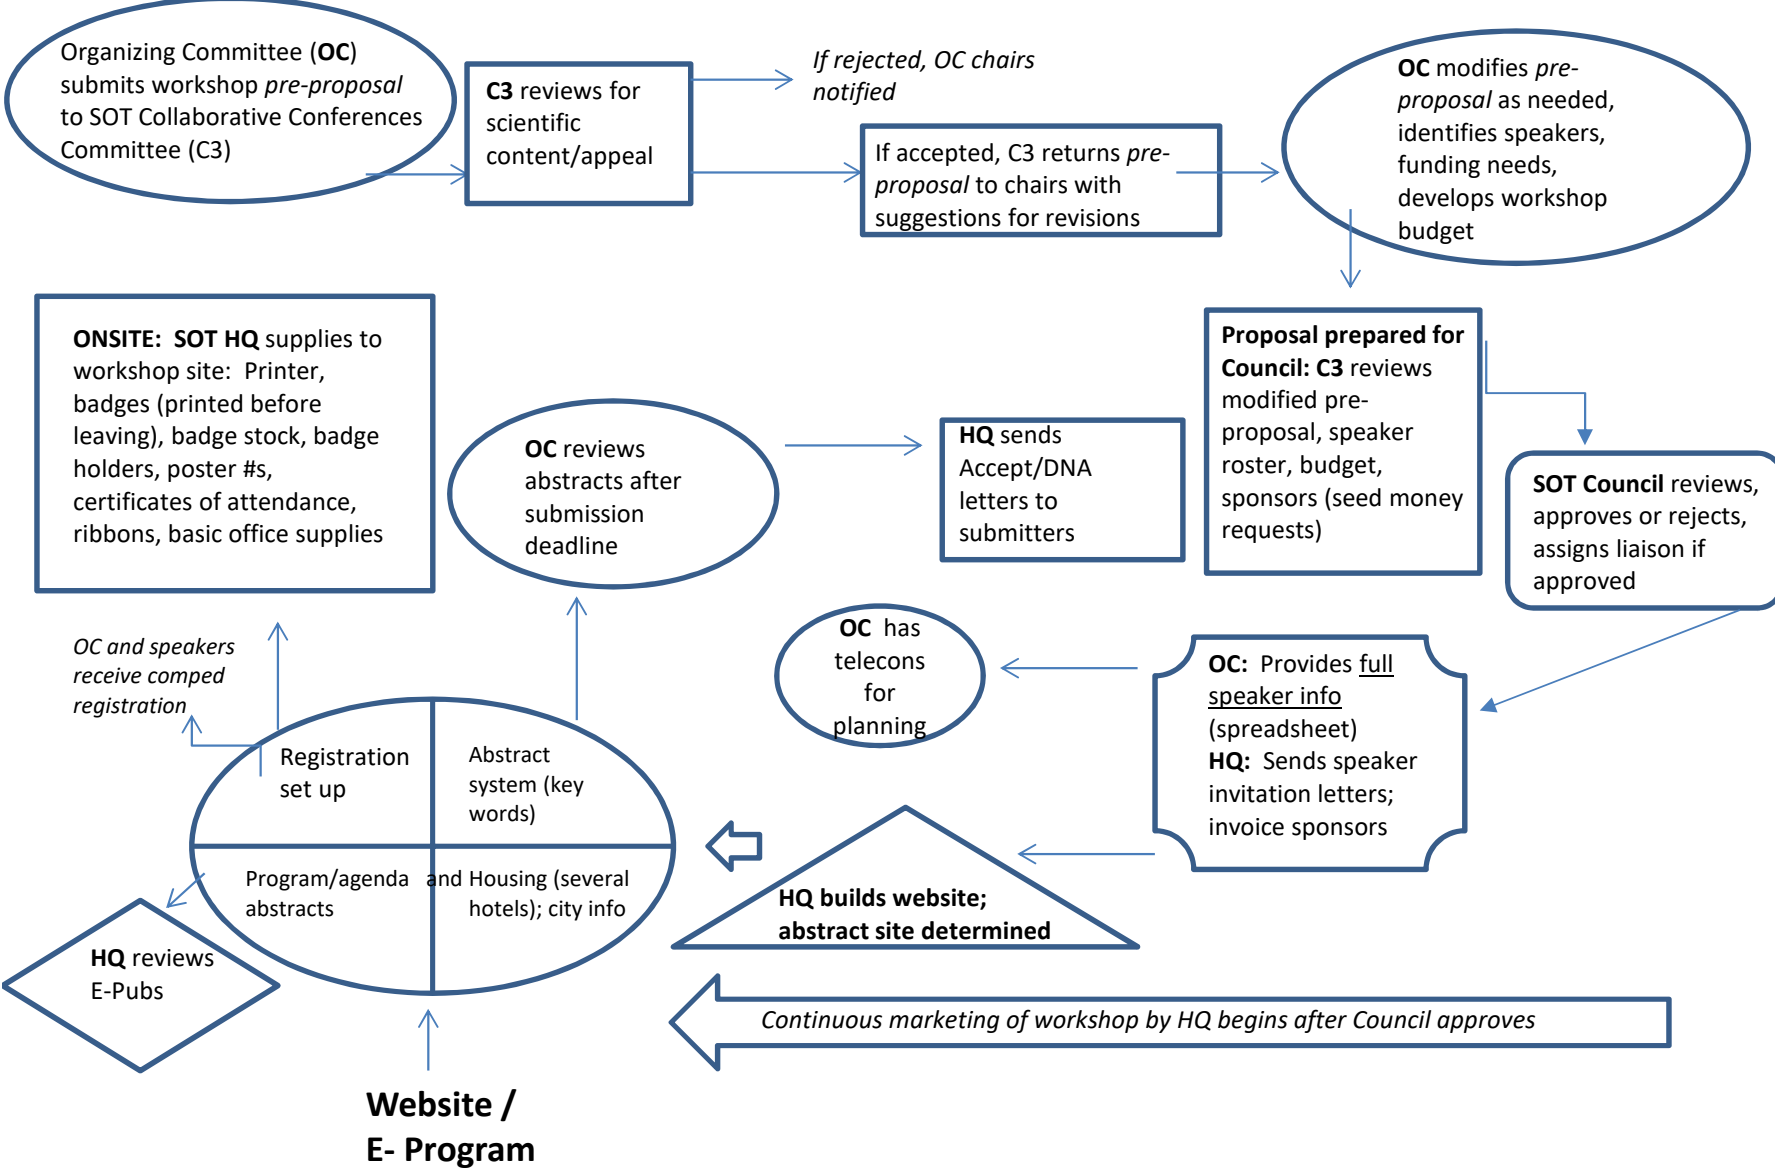 Organizing Committee (OC)
submits workshop pre-proposal
to SOT Collaborative Conferences
Committee (C3)
C3 reviews for
scientific
content/appeal
If rejected, OC chairs
notified
If accepted, C3 returns pre-
proposal to chairs with
suggestions for revisions
OC modifies pre-
proposal as needed,
identifies speakers,
funding needs,
develops workshop
budget
Proposal prepared for
Council: C3 reviews
modified pre-
proposal, speaker
roster, budget,
sponsors (seed money
requests)
SOT Council reviews,
approves or rejects,
assigns liaison if
approved
OC: Provides full
speaker info
(spreadsheet)
HQ: Sends speaker
invitation letters;
invoice sponsors
OC has
telecons
for
planning
HQ builds website;
abstract site determined
Continuous marketing of workshop by HQ begins after Council approves
Registration
set up
Abstract
system (key
words)
Program/agenda and
abstracts
Housing (several
hotels); city info
Website /
E- Program
HQ reviews
E-Pubs
OC and speakers
receive comped
registration
ONSITE: SOT HQ supplies to
workshop site: Printer,
badges (printed before
leaving), badge stock, badge
holders, poster #s,
certificates of attendance,
ribbons, basic office supplies
OC reviews
abstracts after
submission
deadline
HQ sends
Accept/DNA
letters to
submitters